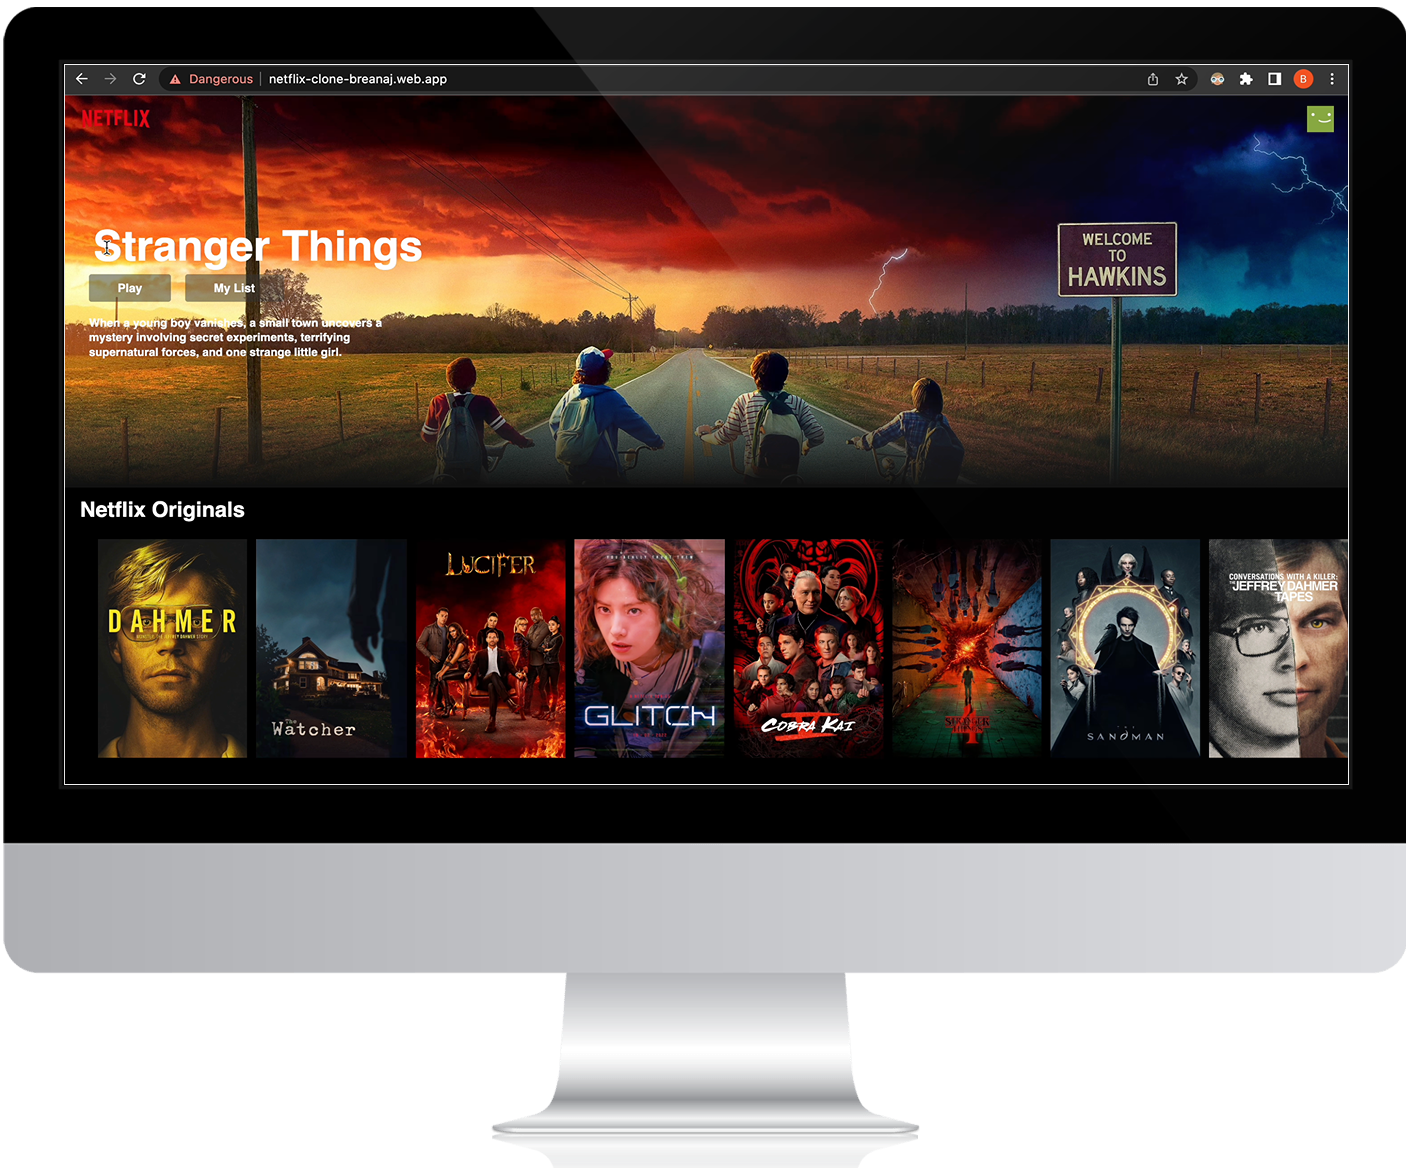 Dangerous | netflix-clone-breanaj.web.app
B
NETFLIX
Stranger Things
Play
My List
When a young boy vanishes, a small town uncovers a
mystery involving secret experiments, terrifying
supernatural forces, and one strange little girl.
WELCOME
TO
HAWKINS
Netflix Originals
DAHMER
The
Watcher
LUCIFER
GLITCH
COBRA KAI
STRANGER
THINGS
4
THE
SANDMAN
CONVERSATIONS WITH A KILLER:
THE JEFFREY DAHMER
TAPES